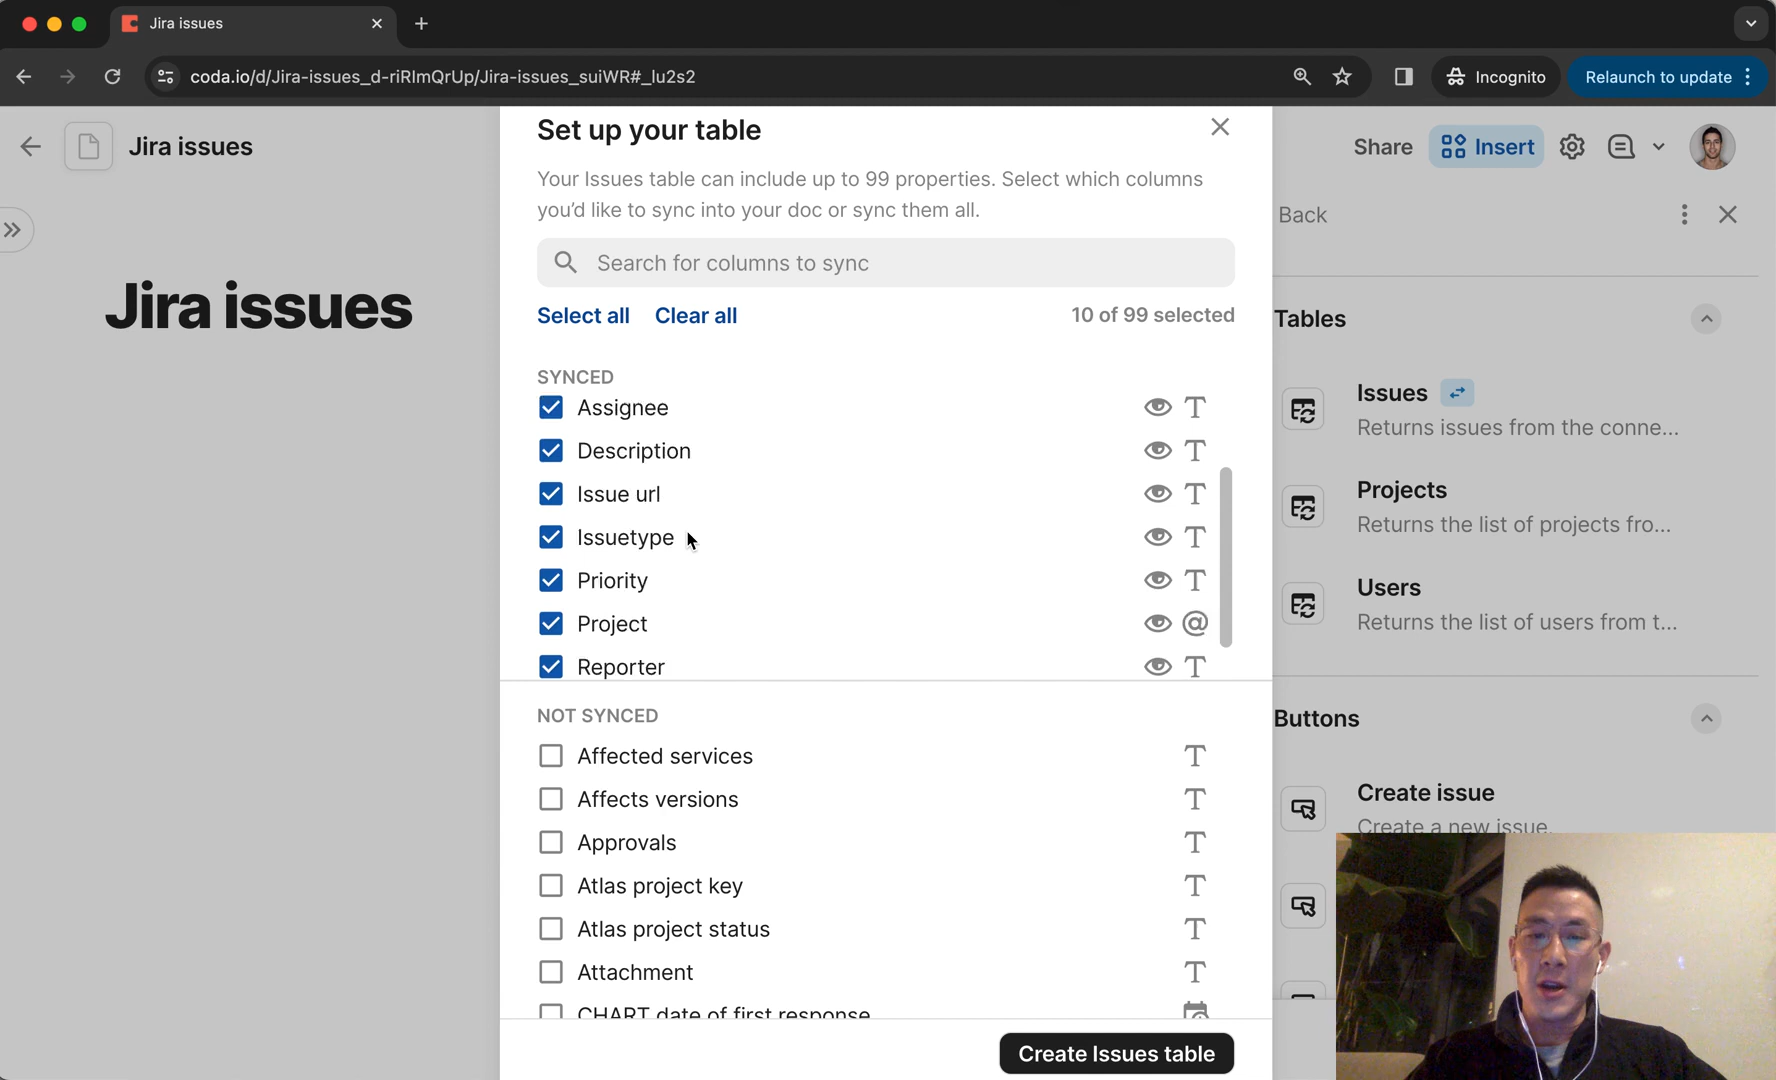 Jira issues
coda.io/d/Jira-issues_d-riRlmQrUp/Jira-issues_suiWR#_lu2s2
Incognito
Relaunch to update
Jira issues
Share
Insert
Back
Jira issues
Set up your table
Your Issues table can include up to 99 properties. Select which columns
you'd like to sync into your doc or sync them all.
Search for columns to sync
Select all
Clear all
10 of 99 selected
SYNCED
Assignee
Description
Issue url
Issuetype
Priority
Project
Reporter
NOT SYNCED
Affected services
Affects versions
Approvals
Atlas project key
Atlas project status
Attachment
CHART date of first response
Create Issues table
Tables
Issues
Returns issues from the conne...
Projects
Returns the list of projects fro...
Users
Returns the list of users from t...
Buttons
Create issue
Create a new issue.